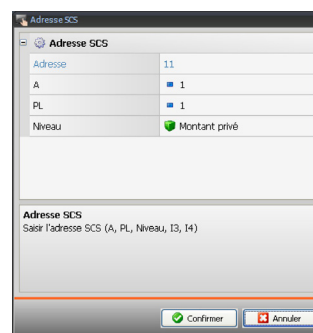 Adresse SCS
Adresse SCS
Adresse 11
A 1
PL 1
Niveau Montant privé
Adresse SCS
Saisir l'adresse SCS (A, PL, Niveau, I3, I4)
Confirmer Annuler